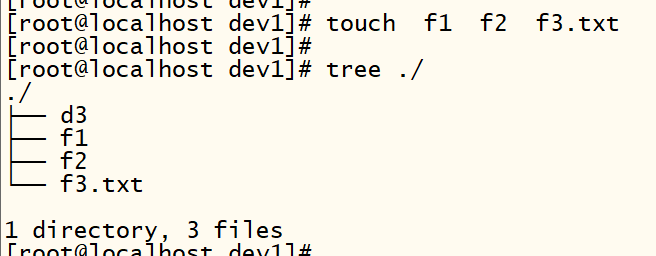 [root@localhost dev1]#
[root@localhost dev1]# touch  f1  f2  f3.txt
[root@localhost dev1]#
[root@localhost dev1]# tree ./
./
├── d3
├── f1
├── f2
└── f3.txt
1 directory, 3 files
[root@localhost dev1]#